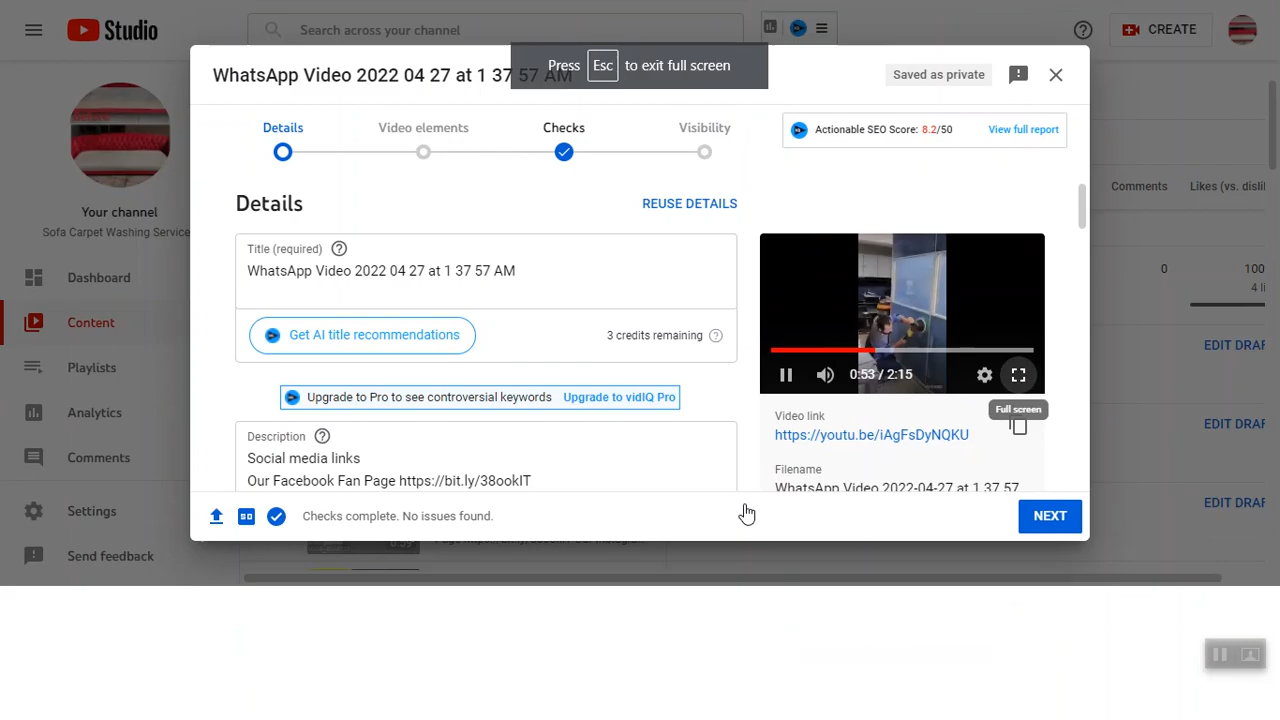 Studio
Search across your channel
CREATE
Press Esc to exit full screen
WhatsApp Video 2022 04 27 at 1 37 57 AM
Saved as private
Details
Video elements
Checks
Visibility
Actionable SEO Score: 8.2/50
View full report
Your channel
Sofa Carpet Washing Service
Dashboard
Content
Playlists
Analytics
Comments
Settings
Send feedback
Details
REUSE DETAILS
Title (required)
WhatsApp Video 2022 04 27 at 1 37 57 AM
Get AI title recommendations
3 credits remaining
Upgrade to Pro to see controversial keywords
Upgrade to vidIQ Pro
Description
Social media links
Our Facebook Fan Page https://bit.ly/38ookIT
0:53 / 2:15
Full screen
Video link
https://youtu.be/iAgFsDyNQKU
Filename
WhatsApp Video 2022-04-27 at 1 37 57
SD
Checks complete. No issues found.
NEXT
Comments
Likes (vs. disli
0
100
4 li
EDIT DRAF
EDIT DRAF
EDIT DRAF
0:59